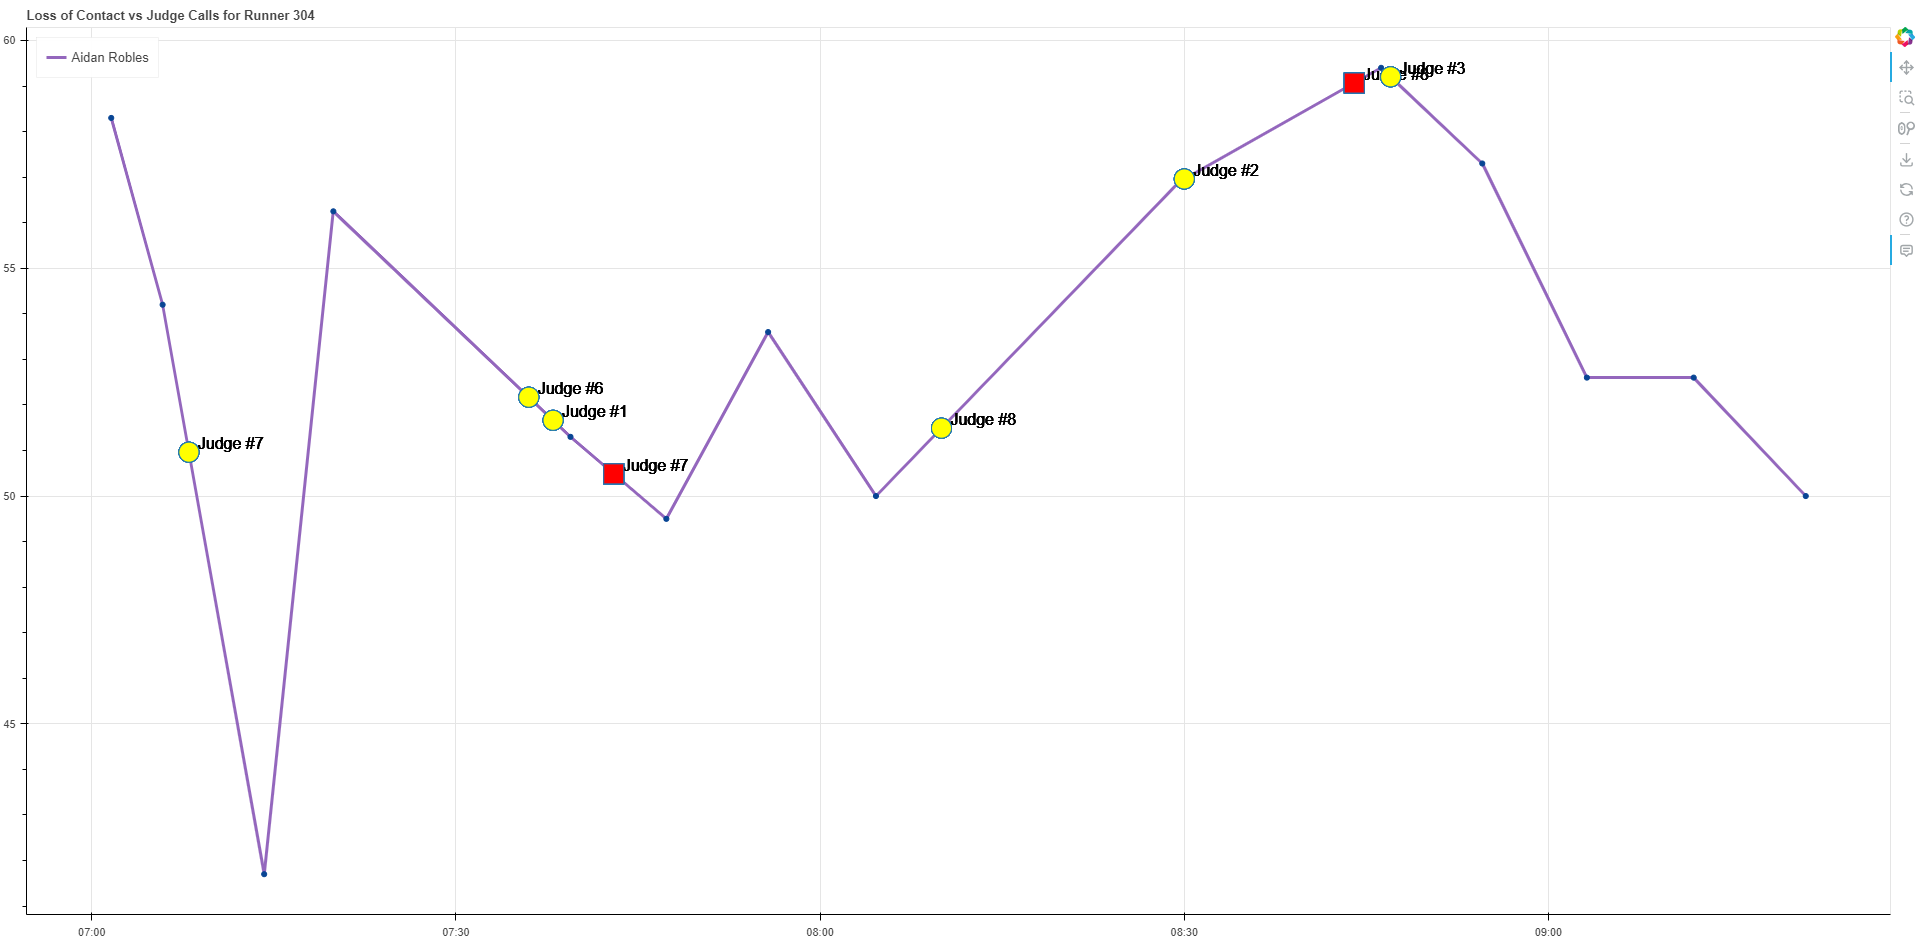 Loss of Contact vs Judge Calls for Runner 304
60
Aidan Robles
Judge #3
Judge #2
55
Judge #6
Judge #1
Judge #8
Judge #7
Judge #7
50
45
07:00
07:30
08:00
08:30
09:00